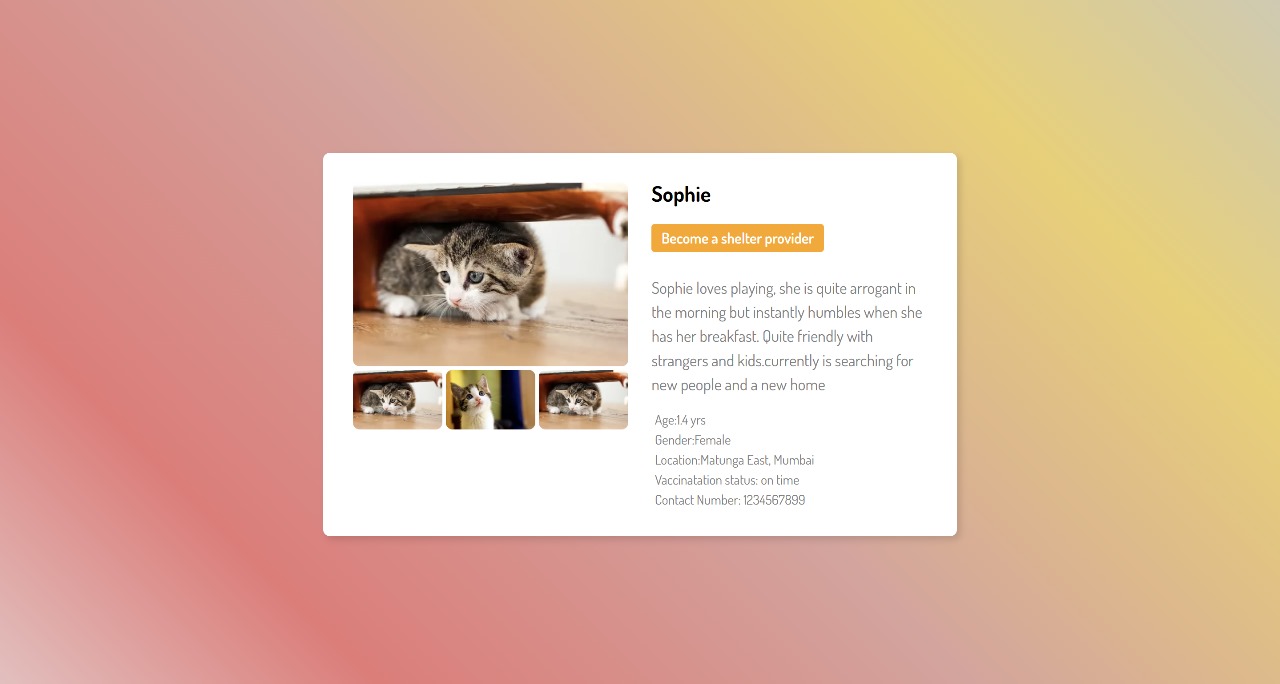 Sophie
Become a shelter provider
Sophie loves playing, she is quite arrogant in
the morning but instantly humbles when she
has her breakfast. Quite friendly with
strangers and kids.currently is searching for
new people and a new home
Age:1.4 yrs
Gender:Female
Location:Matunga East, Mumbai
Vaccinatation status: on time
Contact Number: 1234567899